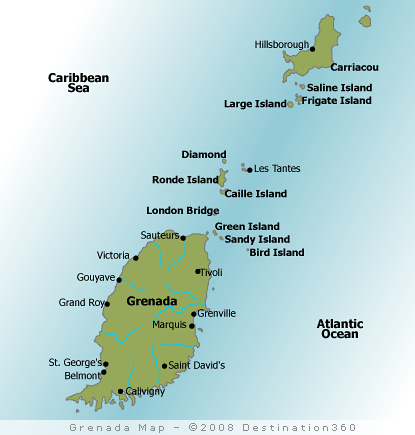 Hillsborough
Carriacou
Caribbean
Sea
Saline Island
Large Island
Frigate Island
Diamond
Les Tantes
Ronde Island
Caille Island
London Bridge
Green Island
Sauteurs
Sandy Island
Bird Island
Victoria
Tivoli
Gouyave
Grand Roy
Grenada
Grenville
Marquis
Atlantic
Ocean
St. George's
Saint David's
Belmont
Calivigny
Grenada Map - ©2008 Destination360